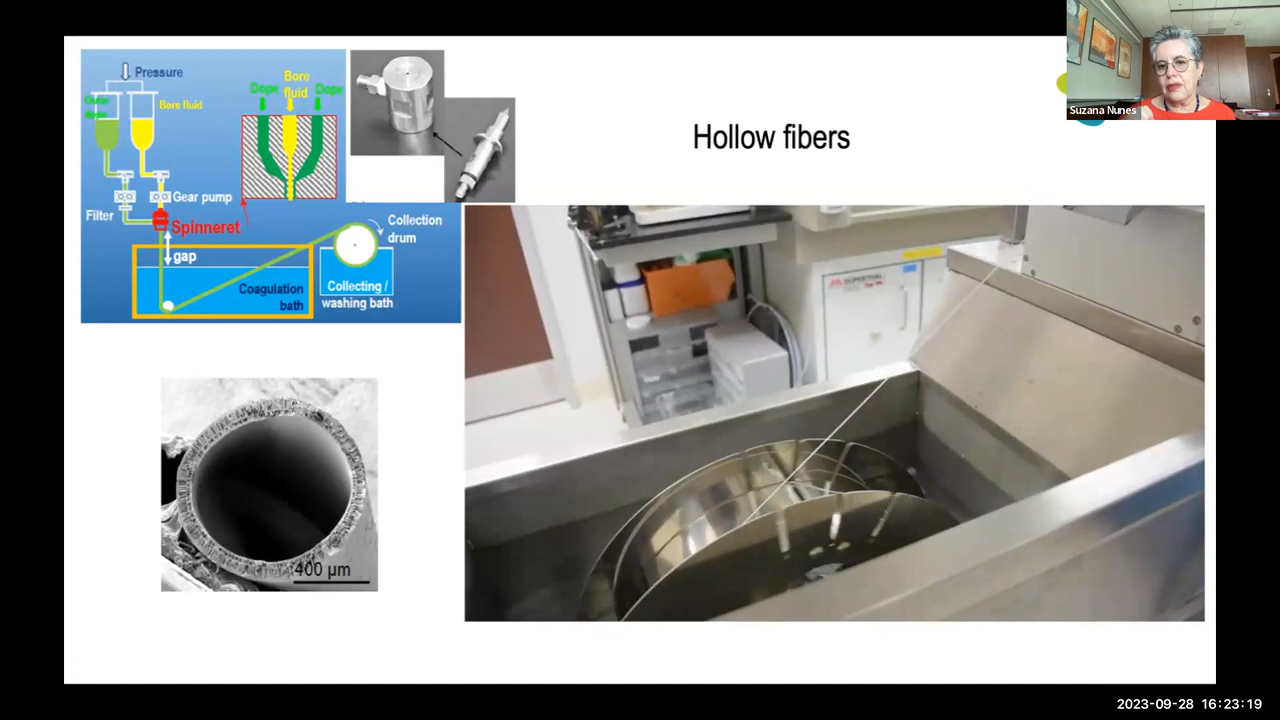 Suzana Nunes
Hollow fibers
Pressure
Bore fluid
Dope
Bore
fluid
Dope
Gear pump
Filter
Spinneret
gap
Collection
drum
Coagulation
bath
Collecting /
washing bath
400 µm
2023-09-28 16:23:19